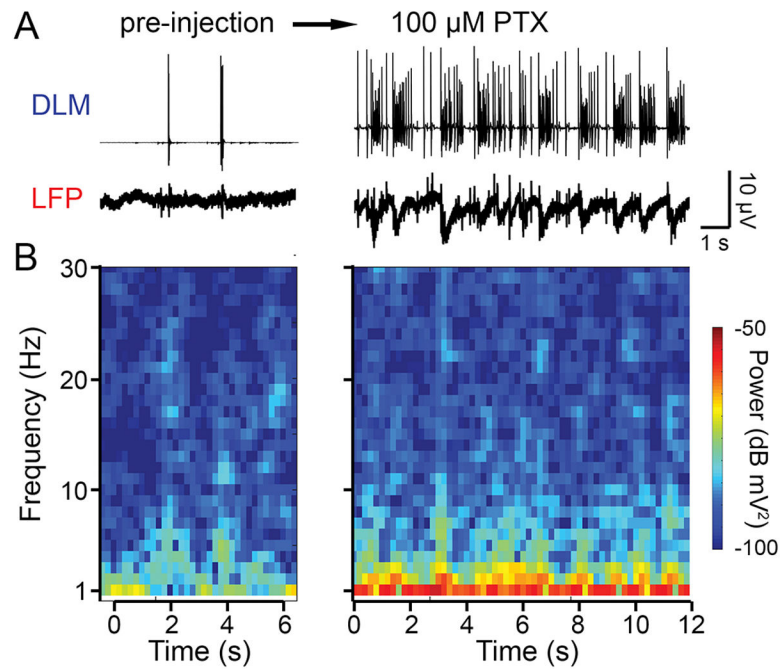 A pre-injection 100 µM PTX
DLM
LFP
10 µV
1 s
B
30
20
10
1
Frequency (Hz)
0 2 4 6
Time (s)
0 2 4 6 8 10 12
Time (s)
-50
-100
Power (dB mV²)